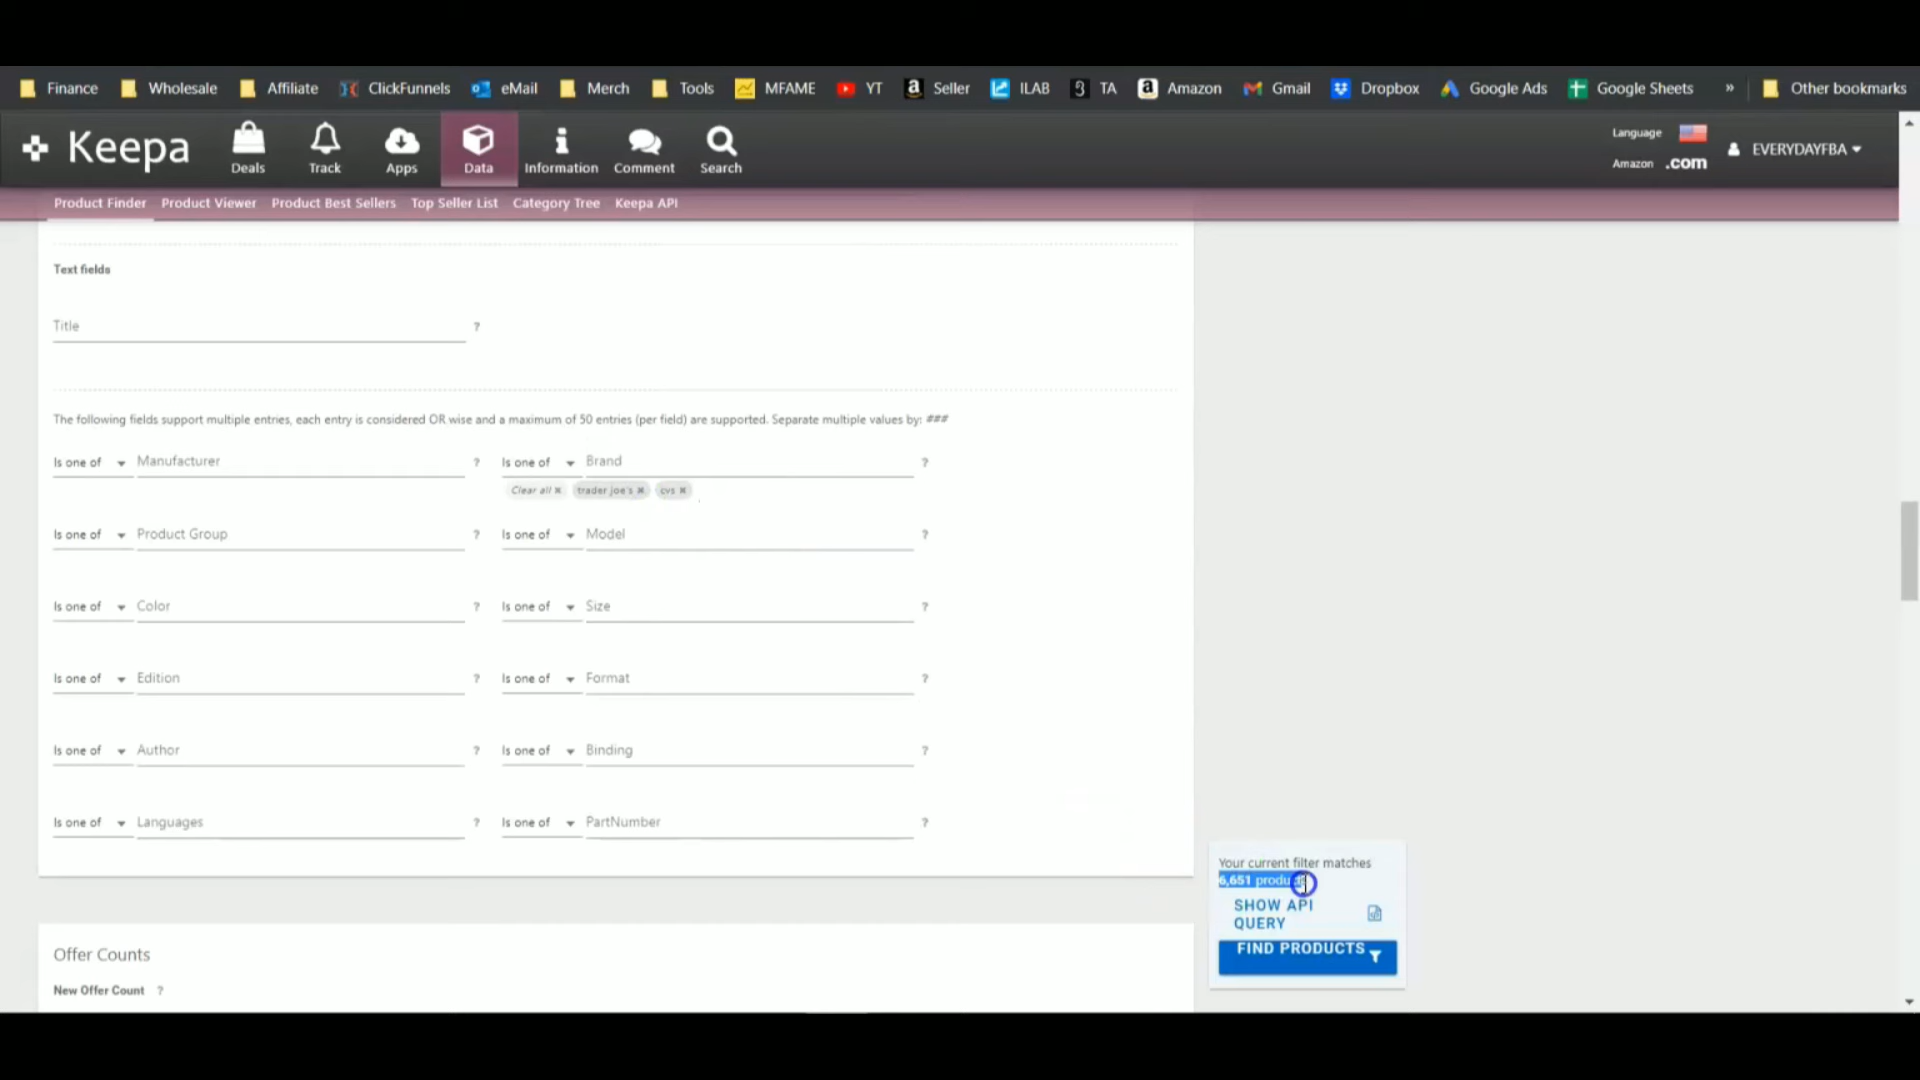 Finance Wholesale Affiliate ClickFunnels eMail Merch Tools MFAME YT Seller ILAB TA Amazon Gmail Dropbox Google Ads Google Sheets » Other bookmarks
Keepa Deals Track Apps Data Information Comment Search Language Amazon .com EVERYDAYFBA
Product Finder Product Viewer Product Best Sellers Top Seller List Category Tree Keepa API
Text fields
Title ?
The following fields support multiple entries, each entry is considered OR wise and a maximum of 50 entries (per field) are supported. Separate multiple values by: ###
Is one of Manufacturer ? Is one of Brand ?
Clear all × trader joe's × cvs ×
Is one of Product Group ? Is one of Model ?
Is one of Color ? Is one of Size ?
Is one of Edition ? Is one of Format ?
Is one of Author ? Is one of Binding ?
Is one of Languages ? Is one of PartNumber ?
Your current filter matches
6,651
SHOW API
QUERY
FIND PRODUCTS
Offer Counts
New Offer Count ?